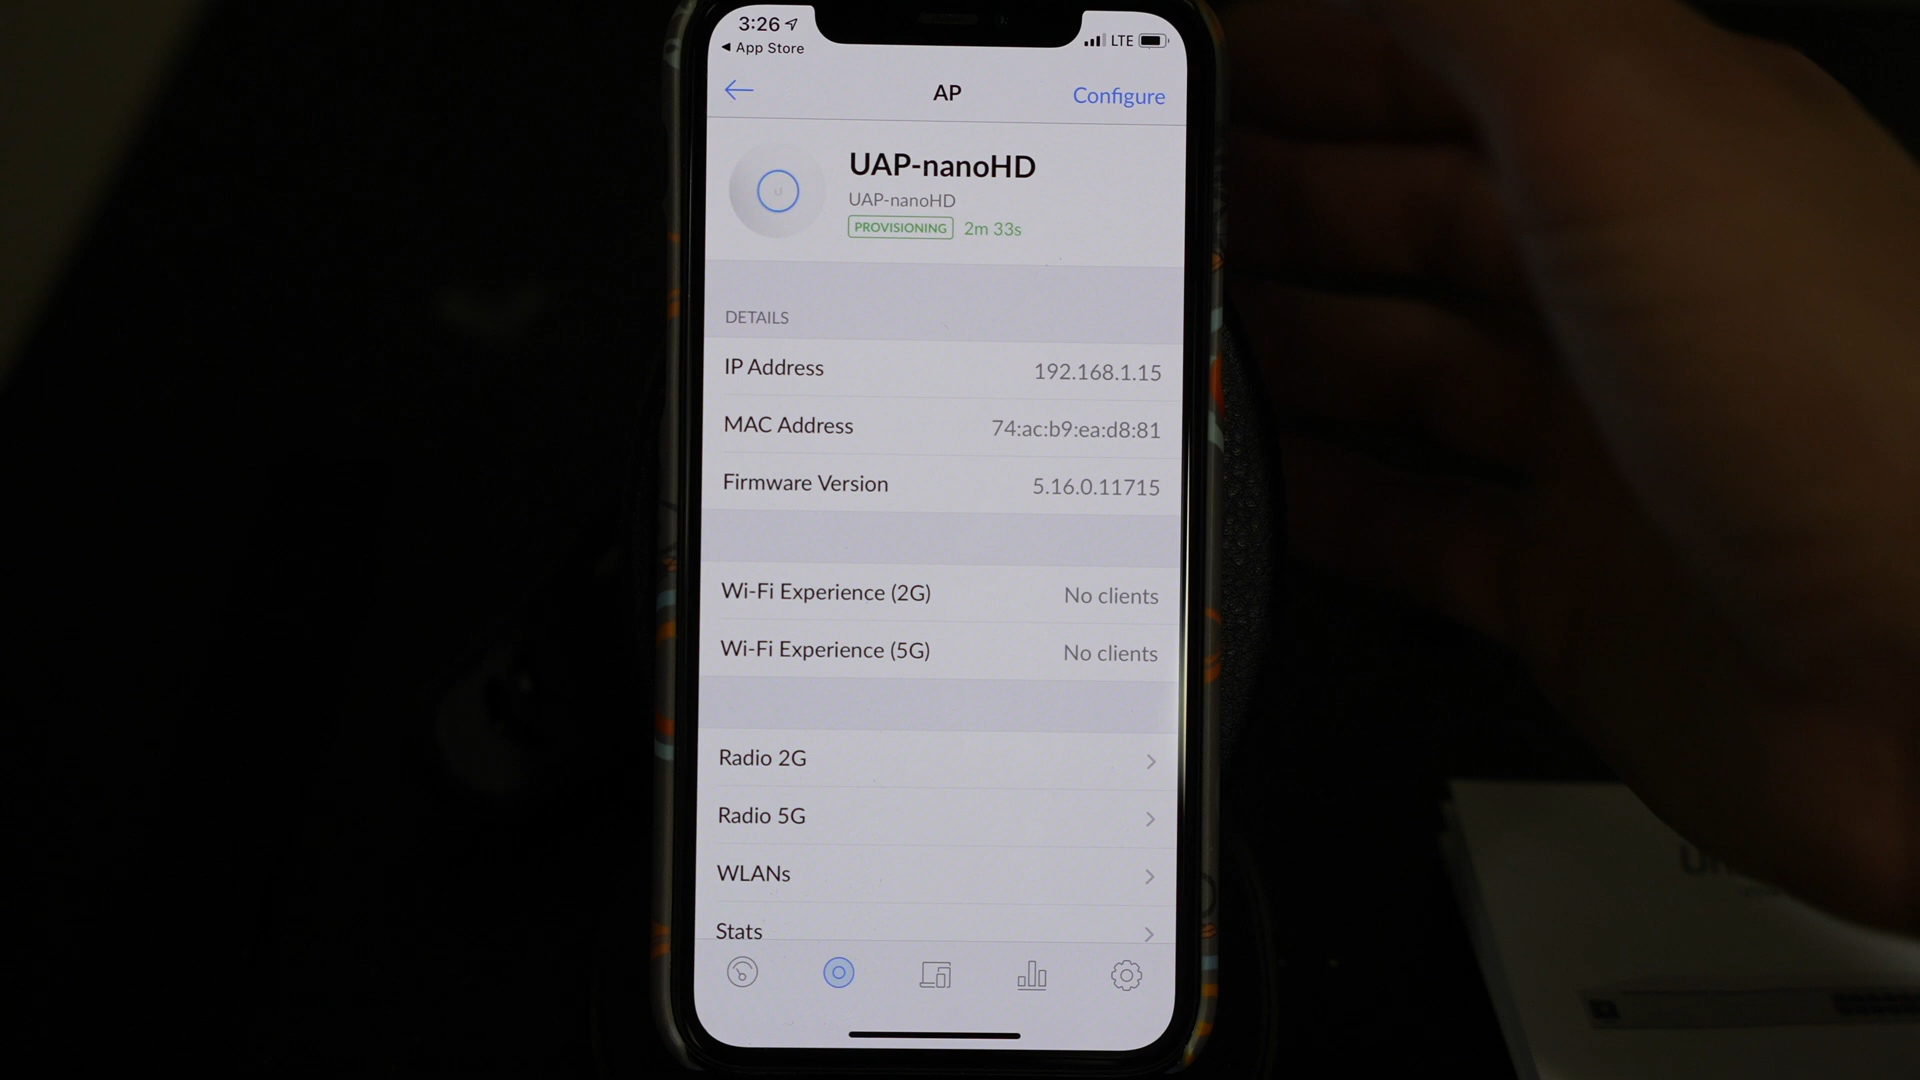 3:26
LTE
◀ App Store
AP
Configure
UAP-nanoHD
UAP-nanoHD
PROVISIONING 2m 33s
DETAILS
IP Address 192.168.1.15
MAC Address 74:ac:b9:ea:d8:81
Firmware Version 5.16.0.11715
Wi-Fi Experience (2G) No clients
Wi-Fi Experience (5G) No clients
Radio 2G
Radio 5G
WLANs
Stats